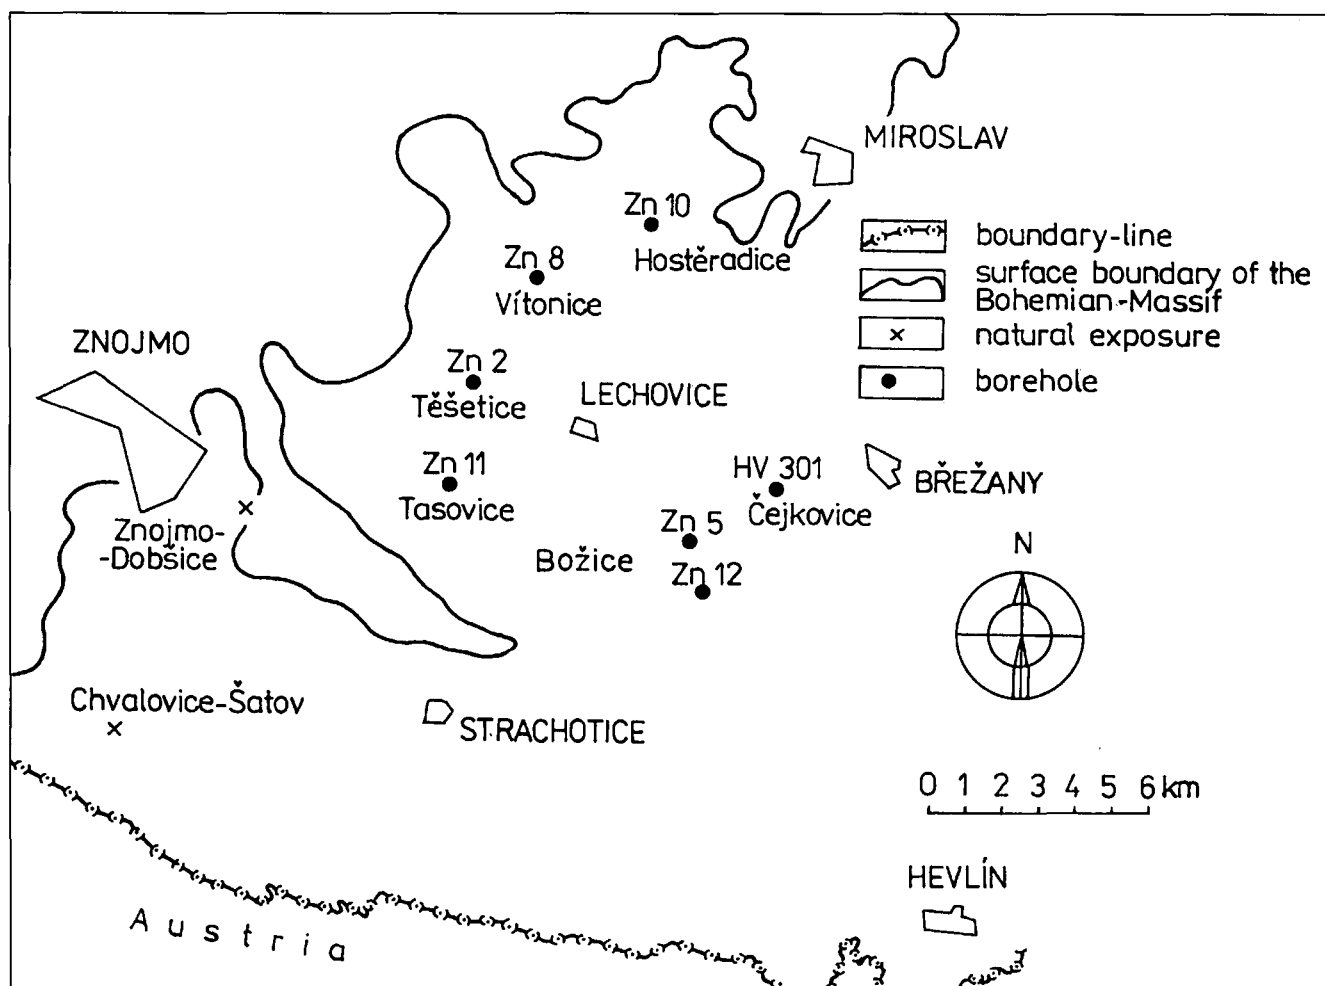 MIROSLAV
Zn 10
Hostěradice
Zn 8
Vítonice
boundary-line
surface boundary of the
Bohemian-Massif
natural exposure
borehole
ZNOJMO
Zn 2
Těšetice
LECHOVICE
Zn 11
Tasovice
HV 301
Čejkovice
BŘEŽANY
Znojmo-
-Dobšice
Božice
Zn 5
Zn 12
N
Chvalovice-Šatov
STRACHOTICE
0 1 2 3 4 5 6 km
HEVLÍN
Austria